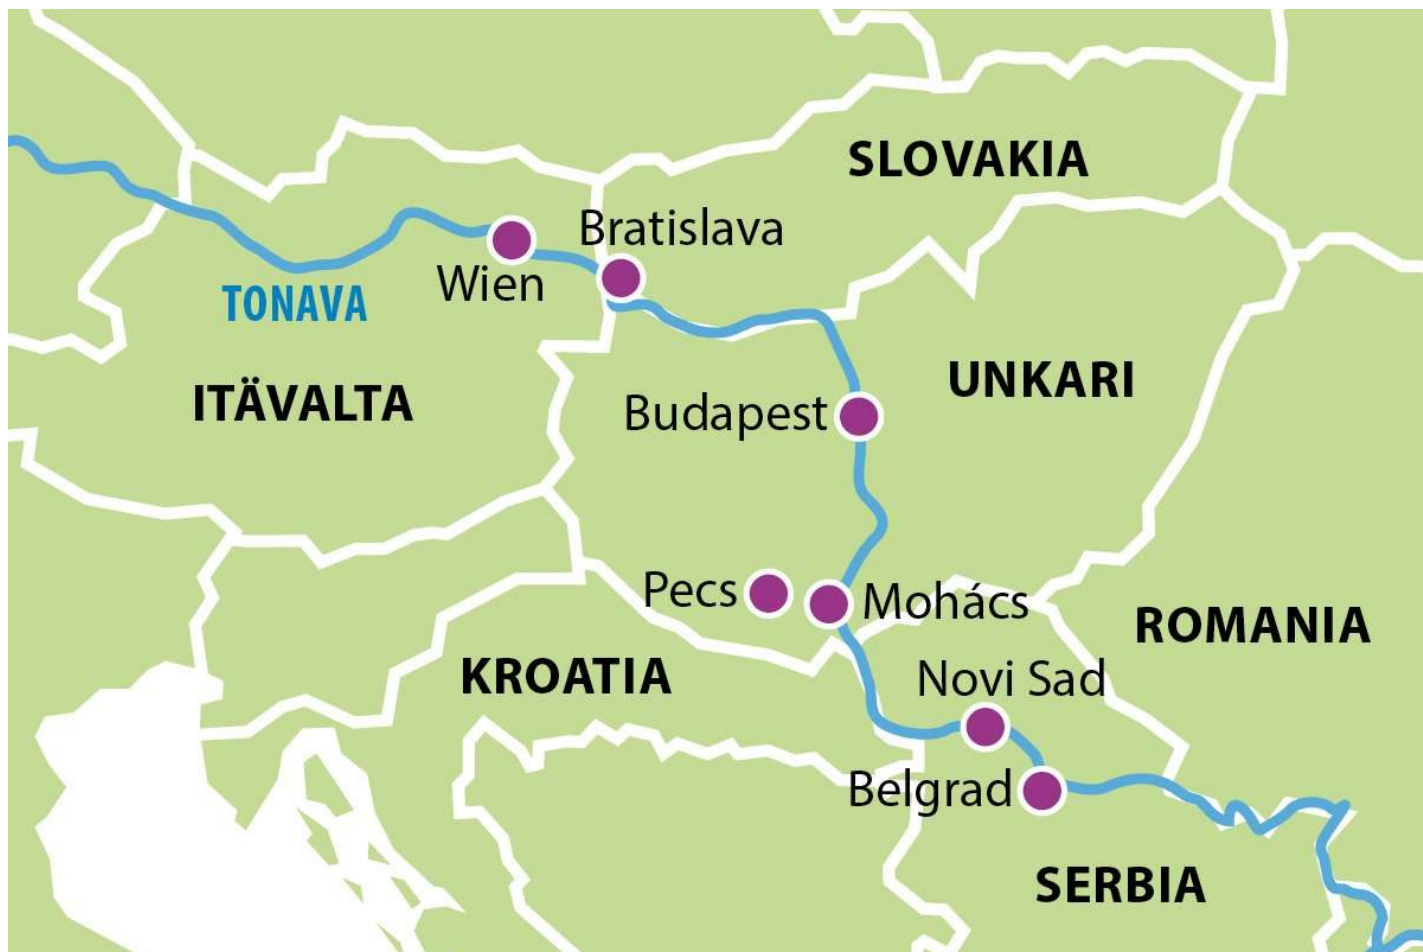 SLOVAKIA
Bratislava
Wien
TONAVA
ITÄVALTA
UNKARI
Budapest
Pecs
Mohács
ROMANIA
KROATIA
Novi Sad
Belgrad
SERBIA